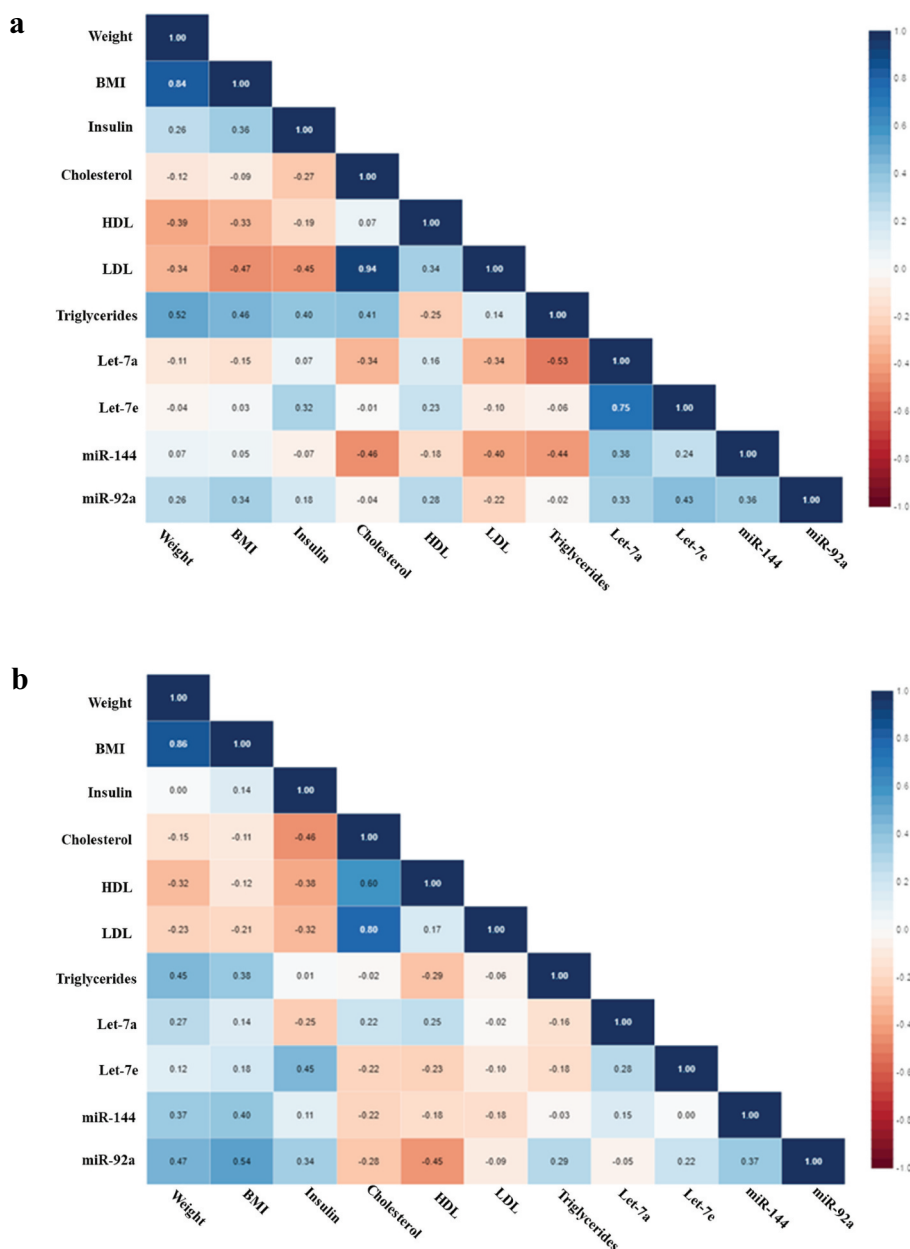 a
Weight 1.00
BMI 0.84 1.00
Insulin 0.26 0.36 1.00
Cholesterol -0.12 -0.09 -0.27 1.00
HDL -0.39 -0.33 -0.19 0.07 1.00
LDL -0.34 -0.47 -0.45 0.94 0.34 1.00
Triglycerides 0.52 0.46 0.40 0.41 -0.25 0.14 1.00
Let-7a -0.11 -0.15 0.07 -0.34 0.16 -0.34 -0.53 1.00
Let-7e -0.04 0.03 0.32 -0.01 0.23 -0.10 -0.06 0.75 1.00
miR-144 0.07 0.05 -0.07 -0.46 -0.18 -0.40 -0.44 0.38 0.24 1.00
miR-92a 0.26 0.34 0.18 -0.04 0.28 -0.22 -0.02 0.33 0.43 0.36 1.00
Weight BMI Insulin Cholesterol HDL LDL Triglycerides Let-7a Let-7e miR-144 miR-92a
1.0
0.8
0.6
0.4
0.2
0.0
-0.2
-0.4
-0.6
-0.8
-1.0
b
Weight 1.00
BMI 0.86 1.00
Insulin 0.00 0.14 1.00
Cholesterol -0.15 -0.11 -0.46 1.00
HDL -0.32 -0.12 -0.38 0.60 1.00
LDL -0.23 -0.21 -0.32 0.80 0.17 1.00
Triglycerides 0.45 0.38 0.01 -0.02 -0.29 -0.06 1.00
Let-7a 0.27 0.14 -0.25 0.22 0.25 -0.02 -0.16 1.00
Let-7e 0.12 0.18 0.45 -0.22 -0.23 -0.10 -0.18 0.28 1.00
miR-144 0.37 0.40 0.11 -0.22 -0.18 -0.18 -0.03 0.15 0.00 1.00
miR-92a 0.47 0.54 0.34 -0.28 -0.45 -0.09 0.29 -0.05 0.22 0.37 1.00
Weight BMI Insulin Cholesterol HDL LDL Triglycerides Let-7a Let-7e miR-144 miR-92a
1.0
0.8
0.6
0.4
0.2
0.0
-0.2
-0.4
-0.6
-0.8
-1.0